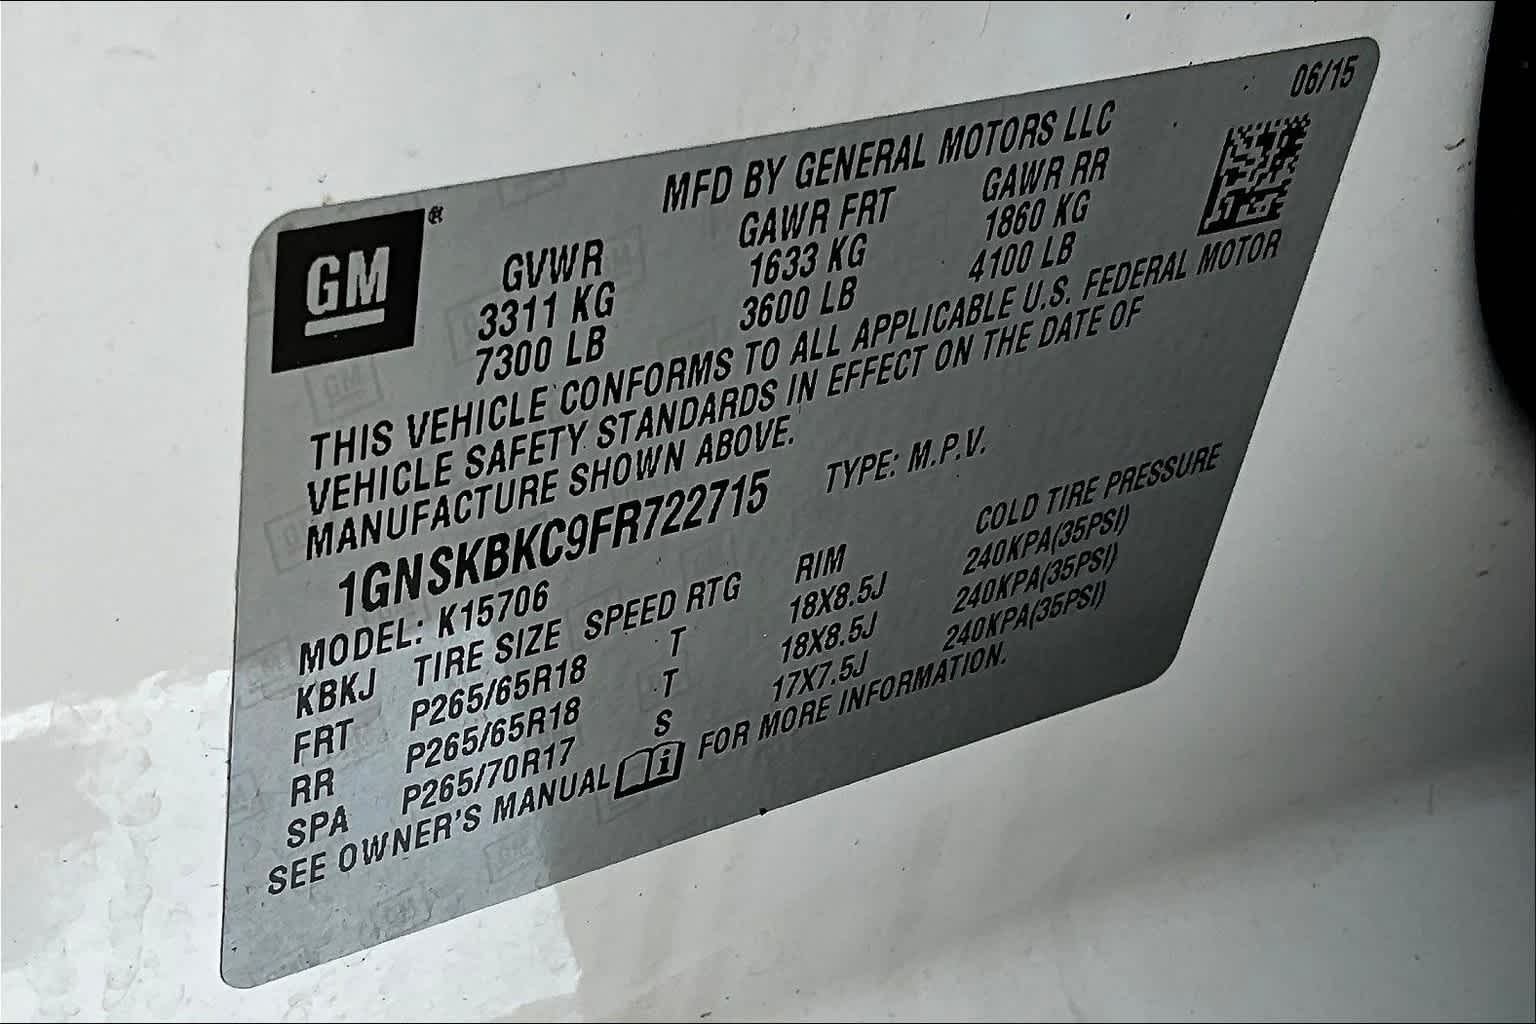 06/15
MFD BY GENERAL MOTORS LLC
GM®
GVWR GAWR FRT GAWR RR
3311 KG 1633 KG 1860 KG
7300 LB 3600 LB 4100 LB
THIS VEHICLE CONFORMS TO ALL APPLICABLE U.S. FEDERAL MOTOR
VEHICLE SAFETY STANDARDS IN EFFECT ON THE DATE OF
MANUFACTURE SHOWN ABOVE.
1GNSKBKC9FR722715 TYPE: M.P.V.
MODEL: K15706
KBKJ TIRE SIZE SPEED RTG RIM COLD TIRE PRESSURE
FRT P265/65R18 T 18X8.5J 240KPA(35PSI)
RR P265/65R18 T 18X8.5J 240KPA(35PSI)
SPA P265/70R17 S 17X7.5J 240KPA(35PSI)
SEE OWNER'S MANUAL i FOR MORE INFORMATION.